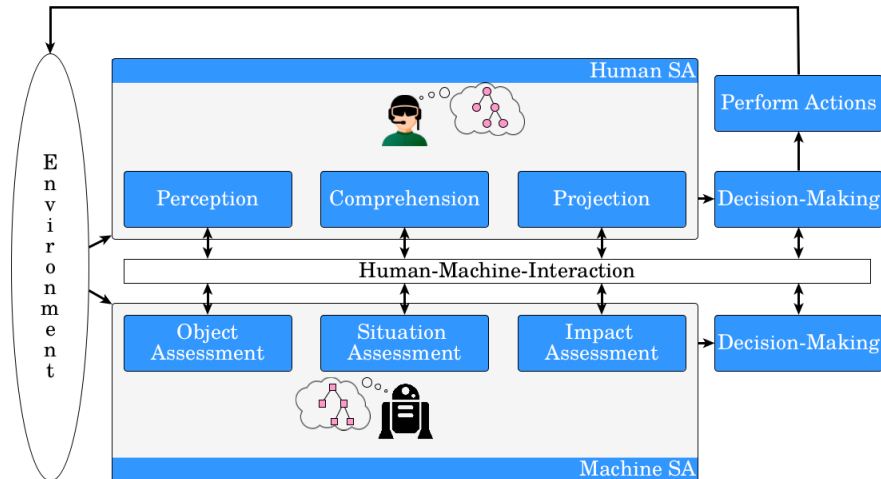 Human SA
Perform Actions
Environment
Perception
Comprehension
Projection
Decision-Making
Human-Machine-Interaction
Object
Assessment
Situation
Assessment
Impact
Assessment
Decision-Making
Machine SA